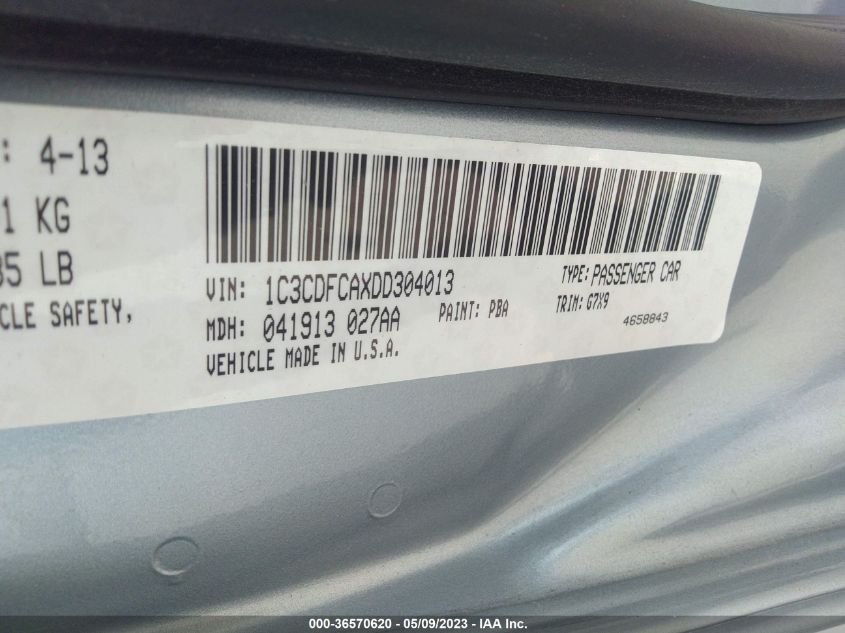 : 4-13
1 KG
35 LB
CLE SAFETY,
VIN: 1C3CDFCAXDD304013
TYPE: PASSENGER CAR
MDH: 041913 027AA
PAINT: PBA
TRIM: G7X9
VEHICLE MADE IN U.S.A.
4658843
000-36570620 - 05/09/2023 - IAA Inc.